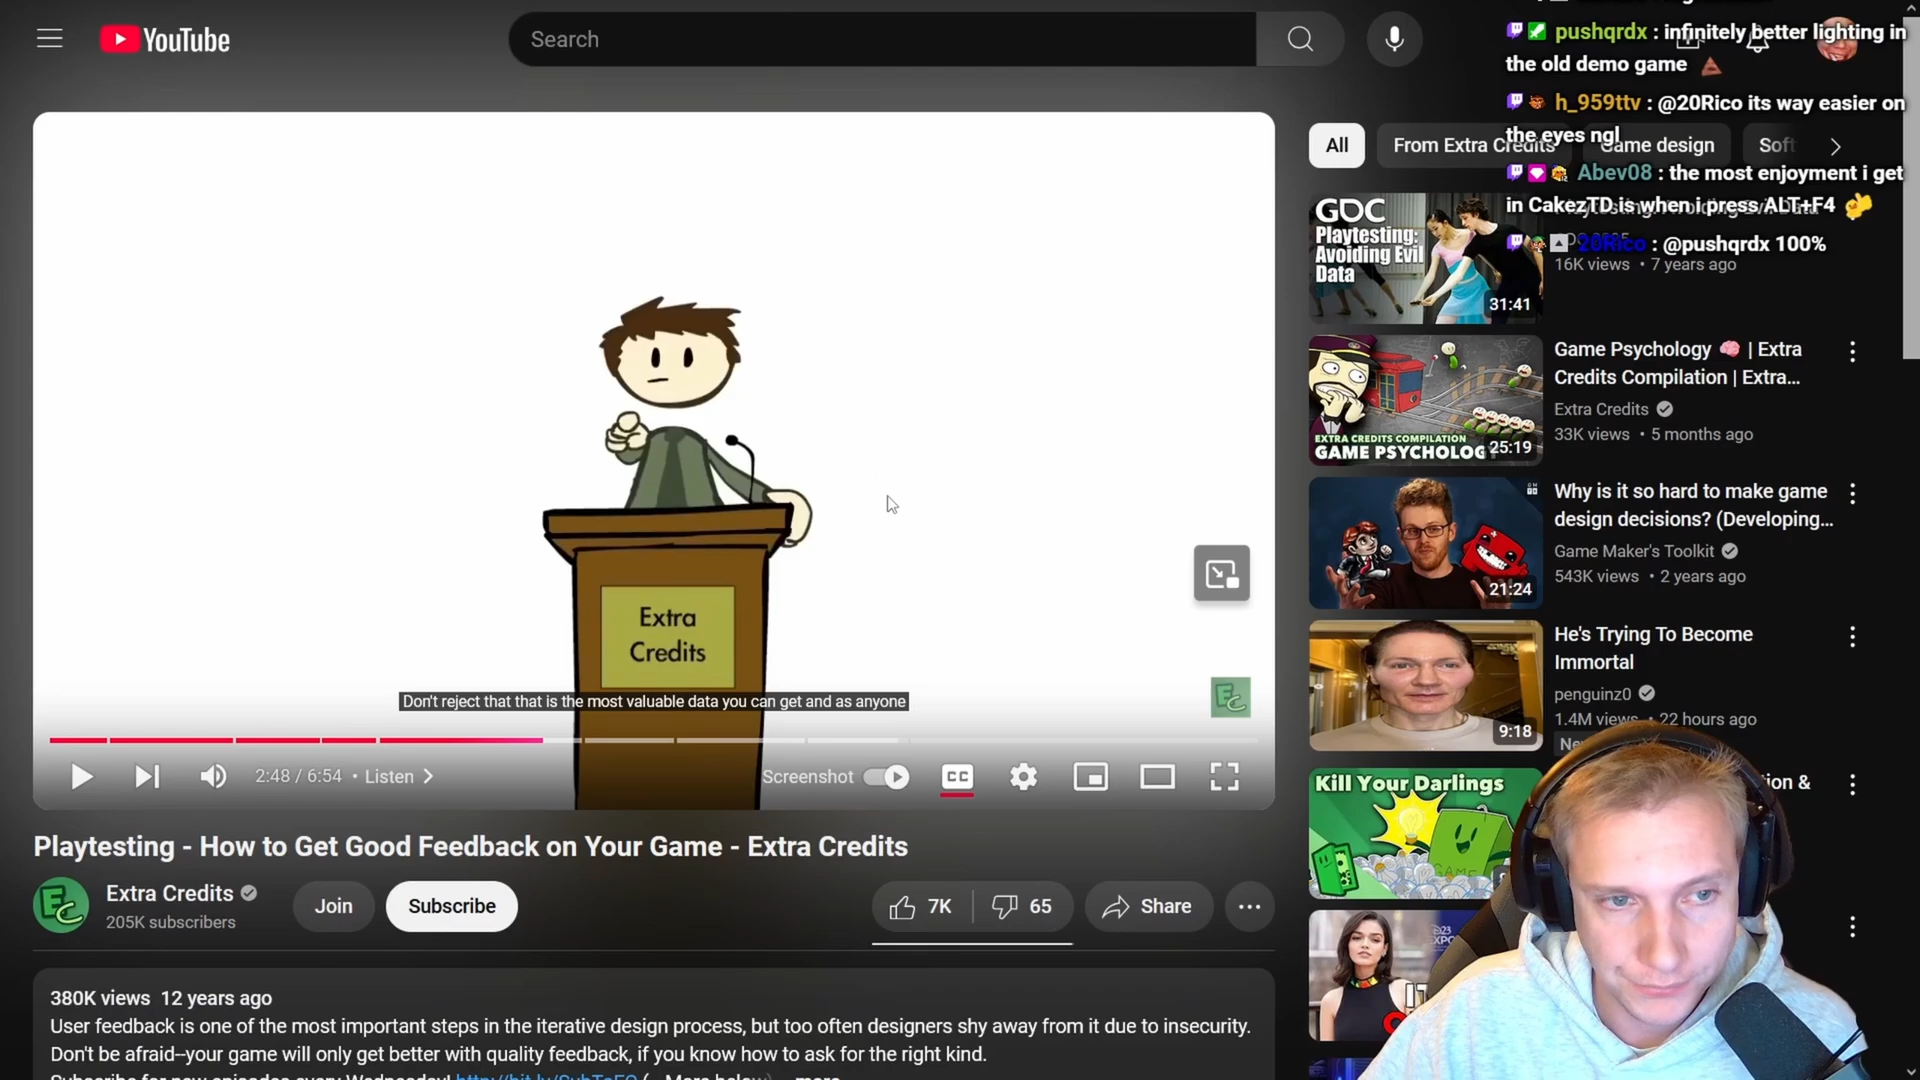 YouTube
Search
pushqrdx : infinitely better lighting in
the old demo game
h_959ttv : @20Rico its way easier on
the eyes ngl
Abev08 : the most enjoyment i get
in CakezTD is when i press ALT+F4
20Rico : @pushqrdx 100%
All
From Extra Credits
Game design
Soft
GDC
Playtesting:
Avoiding Evil
Data
31:41
16K views • 7 years ago
EXTRA CREDITS COMPILATION
GAME PSYCHOLOG
25:19
Game Psychology 🧠 | Extra
Credits Compilation | Extra...
Extra Credits
33K views • 5 months ago
21:24
Why is it so hard to make game
design decisions? (Developing...
Game Maker's Toolkit
543K views • 2 years ago
9:18
He's Trying To Become
Immortal
penguinz0
1.4M views • 22 hours ago
Kill Your Darlings
GAME
Extra
Credits
Don't reject that that is the most valuable data you can get and as anyone
EC
2:48 / 6:54 • Listen
Screenshot
CC
Playtesting - How to Get Good Feedback on Your Game - Extra Credits
EC
Extra Credits
205K subscribers
Join
Subscribe
7K
65
Share
380K views 12 years ago
User feedback is one of the most important steps in the iterative design process, but too often designers shy away from it due to insecurity.
Don't be afraid--your game will only get better with quality feedback, if you know how to ask for the right kind.